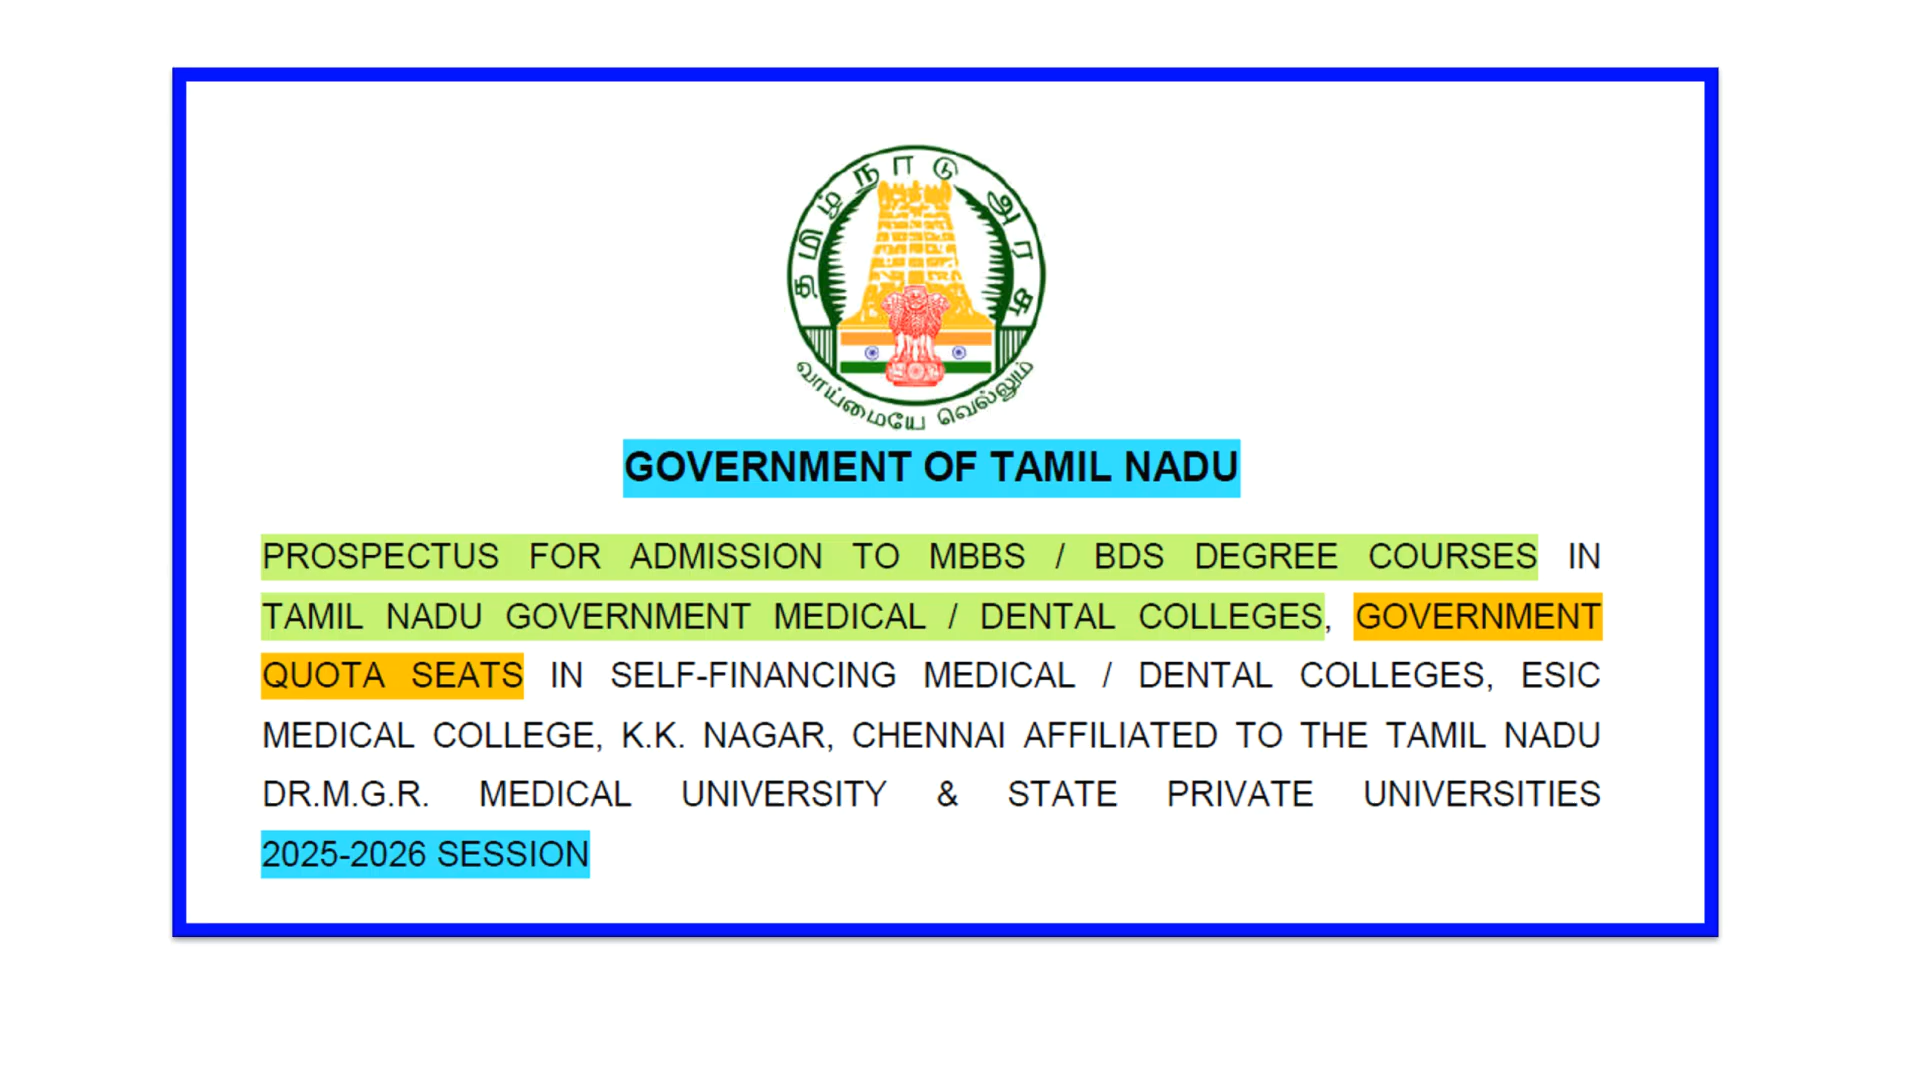 தமிழ்நாடு அரசு
வாய்மையே வெல்லும்
GOVERNMENT OF TAMIL NADU
PROSPECTUS FOR ADMISSION TO MBBS / BDS DEGREE COURSES IN
TAMIL NADU GOVERNMENT MEDICAL / DENTAL COLLEGES, GOVERNMENT
QUOTA SEATS IN SELF-FINANCING MEDICAL / DENTAL COLLEGES, ESIC
MEDICAL COLLEGE, K.K. NAGAR, CHENNAI AFFILIATED TO THE TAMIL NADU
DR.M.G.R. MEDICAL UNIVERSITY & STATE PRIVATE UNIVERSITIES
2025-2026 SESSION